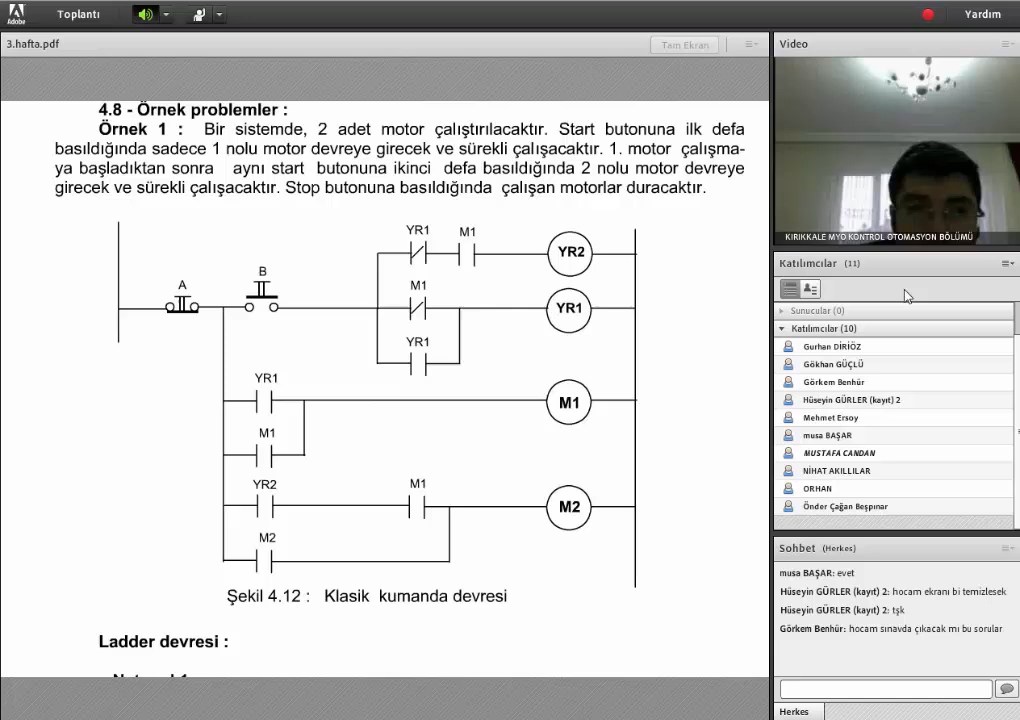 Adobe
Toplantı
Yardım
3.hafta.pdf
Tam Ekran
4.8 - Örnek problemler :
Örnek 1 : Bir sistemde, 2 adet motor çalıştırılacaktır. Start butonuna ilk defa
basıldığında sadece 1 nolu motor devreye girecek ve sürekli çalışacaktır. 1. motor çalışma-
ya başladıktan sonra aynı start butonuna ikinci defa basıldığında 2 nolu motor devreye
girecek ve sürekli çalışacaktır. Stop butonuna basıldığında çalışan motorlar duracaktır.
YR1 M1
YR2
A
B
M1
YR1
YR1
YR1
M1
M1
YR2 M1
M2
M2
Şekil 4.12 : Klasik kumanda devresi
Ladder devresi :
Video
KIRIKKALE MYO KONTROL OTOMASYON BÖLÜMÜ
Katılımcılar (11)
Sunucular (0)
Katılımcılar (10)
Gurhan DİRİÖZ
Gökhan GÜÇLÜ
Görkem Benhür
Hüseyin GÜRLER (kayıt) 2
Mehmet Ersoy
musa BAŞAR
MUSTAFA CANDAN
NİHAT AKILLILAR
ORHAN
Önder Çağan Beşpınar
Sohbet (Herkes)
musa BAŞAR: evet
Hüseyin GÜRLER (kayıt) 2: hocam ekranı bi temizlesek
Hüseyin GÜRLER (kayıt) 2: tşk
Görkem Benhür: hocam sınavda çıkacak mı bu sorular
Herkes